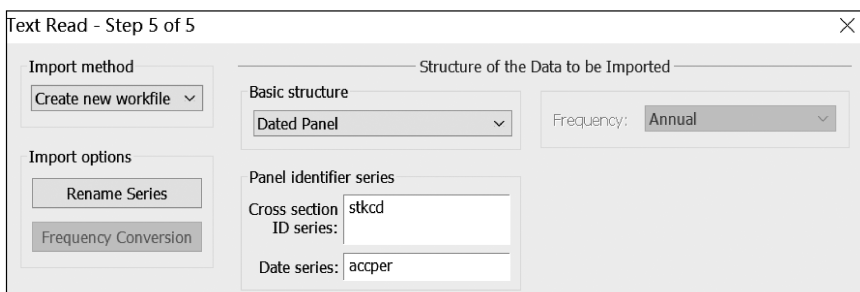 Text Read - Step 5 of 5
Import method
Create new workfile
Import options
Rename Series
Frequency Conversion
Structure of the Data to be Imported
Basic structure
Dated Panel
Frequency: Annual
Panel identifier series
Cross section ID series: stkcd
Date series: accper